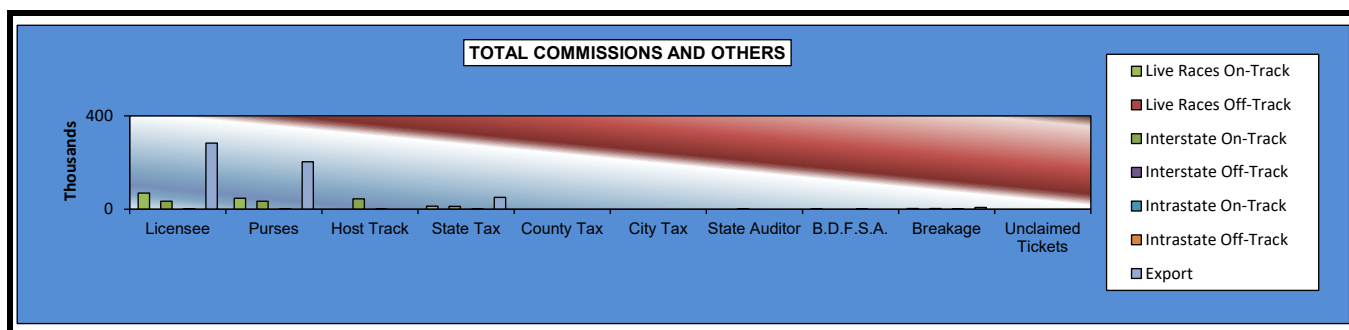 TOTAL COMMISSIONS AND OTHERS
Thousands
400
0
Licensee
Purses
Host Track
State Tax
County Tax
City Tax
State Auditor
B.D.F.S.A.
Breakage
Unclaimed
Tickets
Live Races On-Track
Live Races Off-Track
Interstate On-Track
Interstate Off-Track
Intrastate On-Track
Intrastate Off-Track
Export